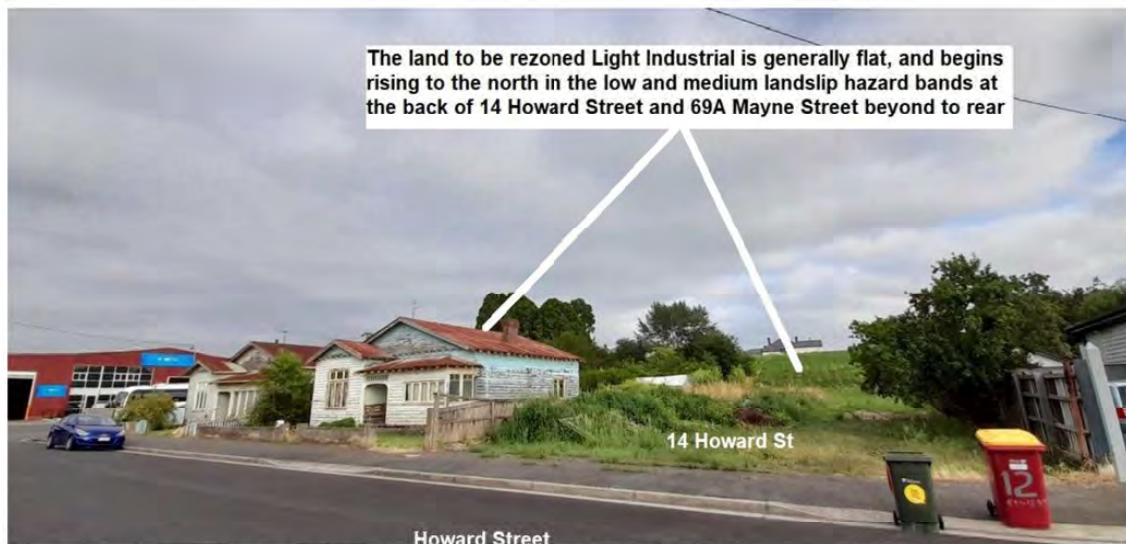 The land to be rezoned Light Industrial is generally flat, and begins
rising to the north in the low and medium landslip hazard bands at
the back of 14 Howard Street and 69A Mayne Street beyond to rear
14 Howard St
12
Howard Street